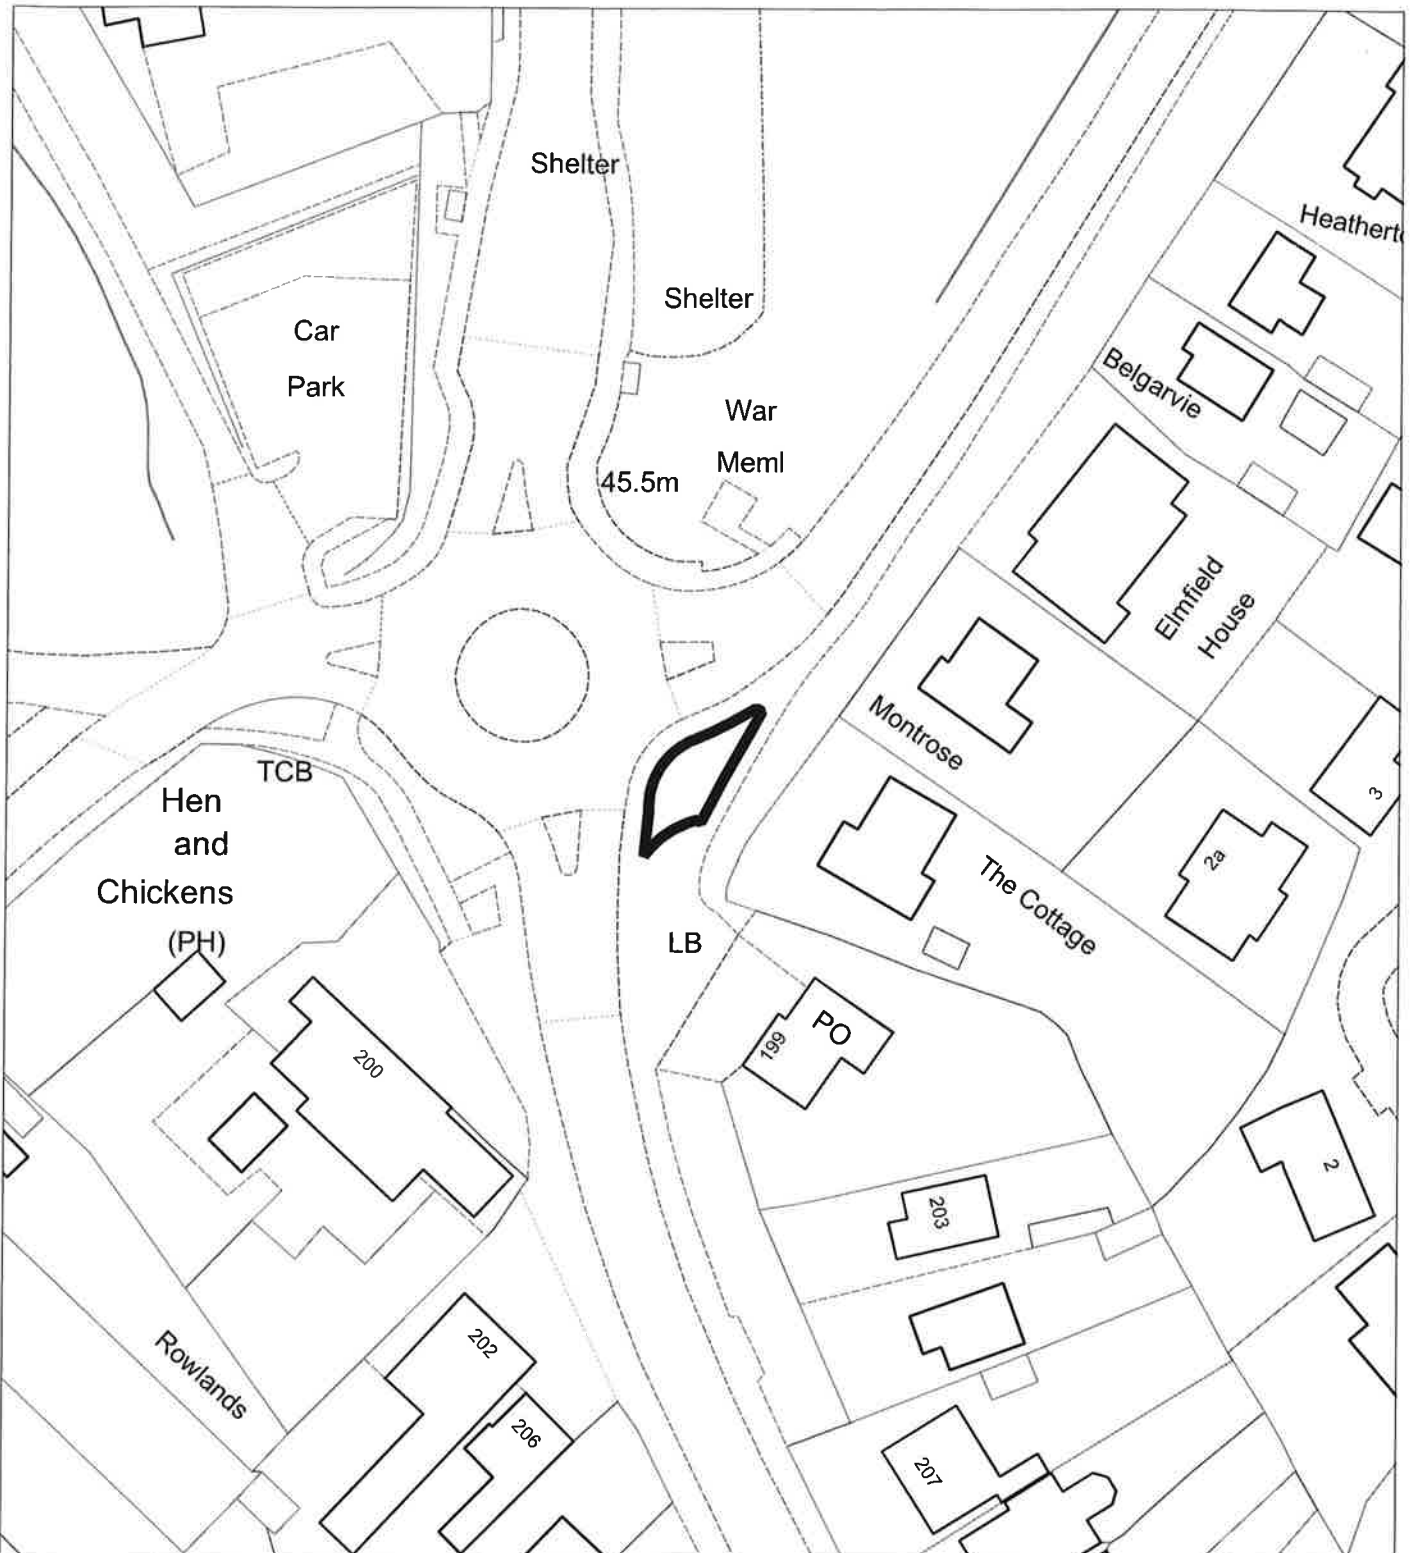 Shelter
Heather
Shelter
Car
Park
Belgarvie
War
Meml
45.5m
Elmfield
House
Montrose
TCB
Hen
and
Chickens
(PH)
3
2a
The Cottage
LB
PO
199
200
2
203
Rowlands
202
206
207